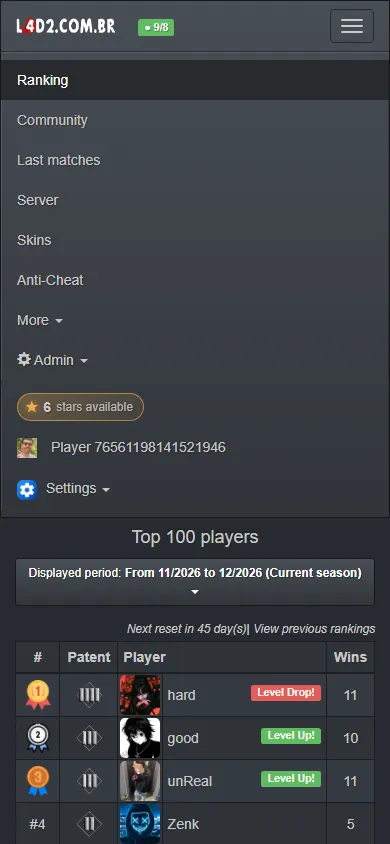 L4D2.COM.BR
● 9/8
Ranking
Community
Last matches
Server
Skins
Anti-Cheat
More
Admin
6 stars available
Player 76561198141521946
Settings
Top 100 players
Displayed period: From 11/2026 to 12/2026 (Current season)
Next reset in 45 day(s)| View previous rankings
# Patent Player Wins
1 hard Level Drop! 11
2 good Level Up! 10
3 unReal Level Up! 11
#4 Zenk 5